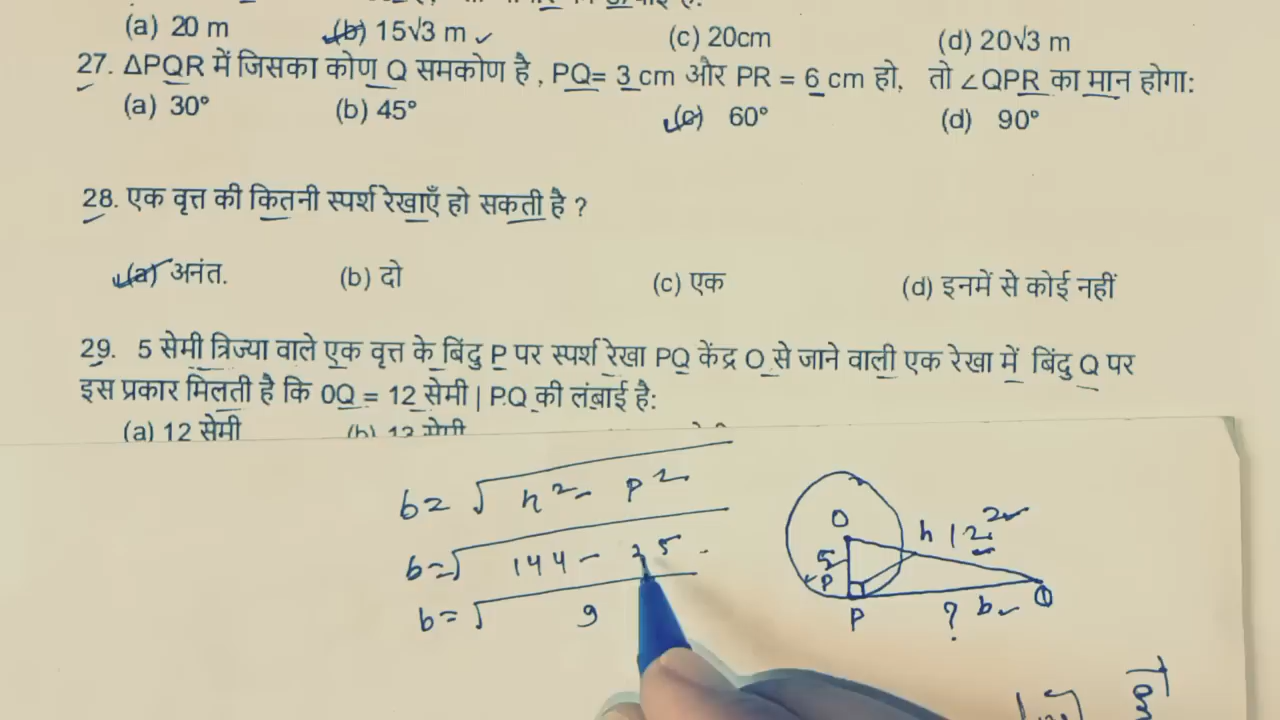 (a) 20 m (b) 15√3 m (c) 20cm (d) 20√3 m
27. ΔPQR में जिसका कोण Q समकोण है , PQ= 3 cm और PR = 6 cm हो, तो ∠QPR का मान होगा:
(a) 30° (b) 45° (c) 60° (d) 90°
28. एक वृत्त की कितनी स्पर्श रेखाएँ हो सकती है ?
(a) अनंत. (b) दो (c) एक (d) इनमें से कोई नहीं
29. 5 सेमी त्रिज्या वाले एक वृत्त के बिंदु P पर स्पर्श रेखा PQ केंद्र O से जाने वाली एक रेखा में बिंदु Q पर
इस प्रकार मिलती है कि 0Q = 12 सेमी | P.Q की लंबाई है:
(a) 12 सेमी (b) 13 सेमी
b= √h²- p²
b=√144- 25
b=√9
O
h 12
5
P
P ? b Q